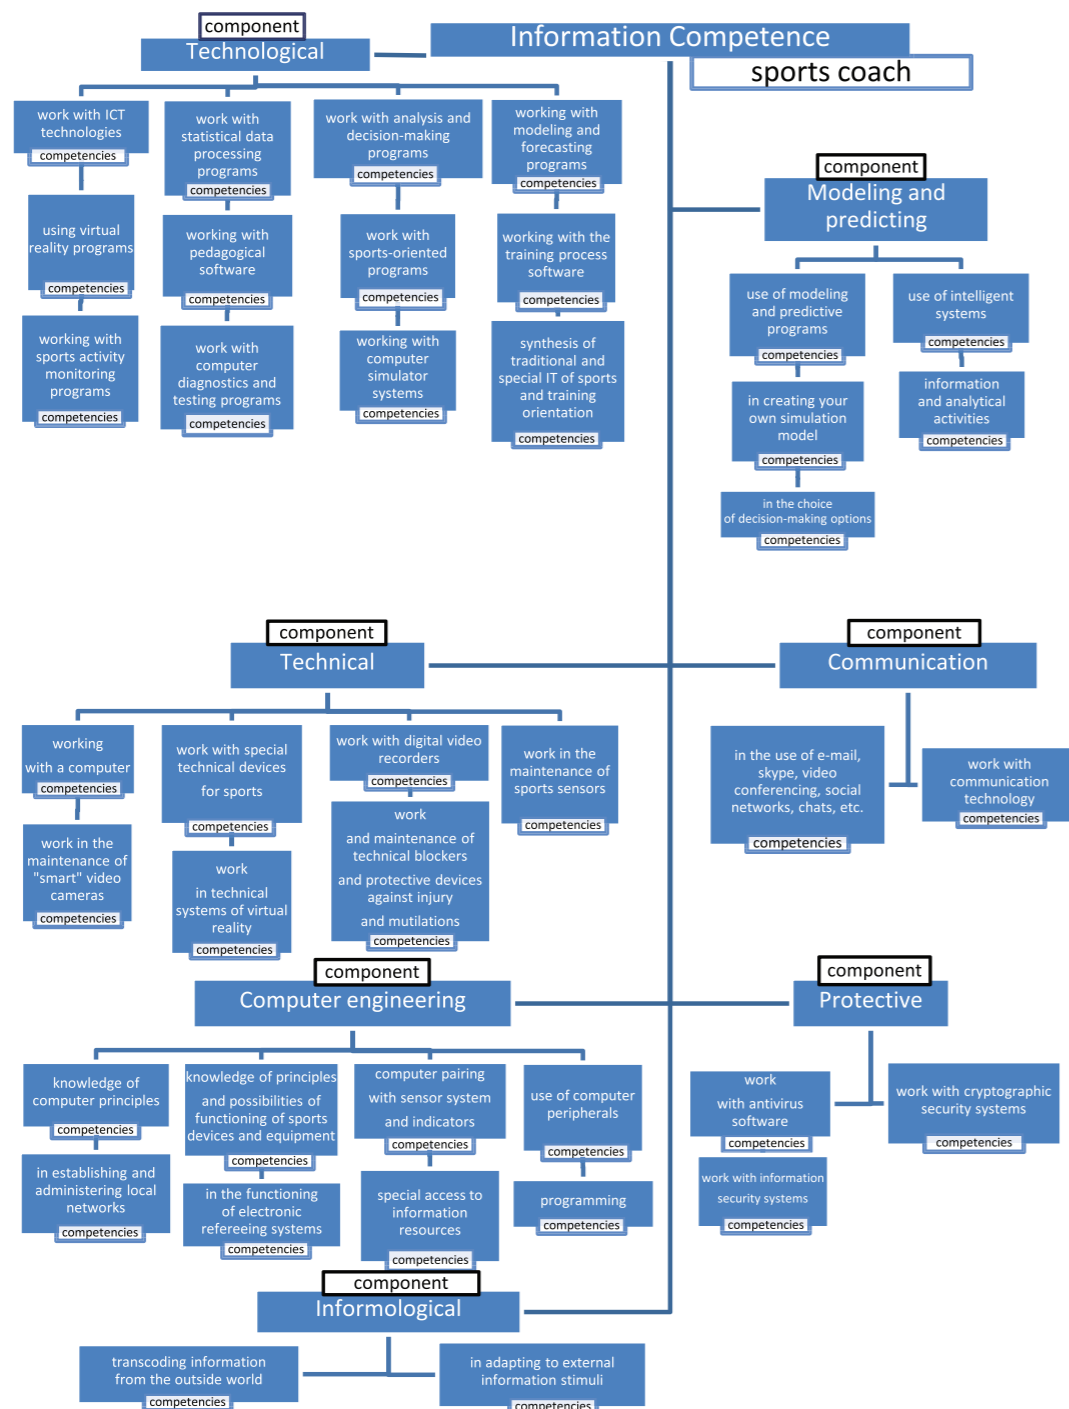 Information Competence
sports coach
component
Technological
work with ICT
technologies
competencies
using virtual
reality programs
competencies
working with
sports activity
monitoring
programs
competencies
work with
statistical data
processing
programs
competencies
working with
pedagogical
software
competencies
work with
computer
diagnostics and
testing programs
competencies
work with analysis and
decision-making
programs
competencies
work with
sports-oriented
programs
competencies
working with
computer
simulator
systems
competencies
working with
modeling and
forecasting
programs
competencies
working with the
training process
software
competencies
synthesis of
traditional and
special IT of sports
and training
orientation
competencies
component
Modeling and
predicting
use of modeling
and predictive
programs
competencies
in creating your
own simulation
model
competencies
in the choice
of decision-making options
competencies
use of intelligent
systems
competencies
information
and analytical
activities
competencies
component
Technical
working
with a computer
competencies
work in the
maintenance of
"smart" video
cameras
competencies
work with special
technical devices
for sports
competencies
work
in technical
systems of virtual
reality
competencies
work with digital video
recorders
competencies
work
and maintenance of
technical blockers
and protective devices
against injury
and mutilations
competencies
work in the
maintenance of
sports sensors
competencies
component
Communication
in the use of e-mail,
skype, video
conferencing, social
networks, chats, etc.
competencies
work with
communication
technology
competencies
component
Computer engineering
knowledge of
computer principles
competencies
in establishing and
administering local
networks
competencies
knowledge of principles
and possibilities of
functioning of sports
devices and equipment
competencies
in the functioning
of electronic
refereeing systems
competencies
computer pairing
with sensor system
and indicators
competencies
special access to
information
resources
competencies
use of computer
peripherals
competencies
programming
competencies
component
Protective
work
with antivirus
software
competencies
work with information
security systems
competencies
work with cryptographic
security systems
competencies
component
Informological
transcoding information
from the outside world
competencies
in adapting to external
information stimuli
competencies